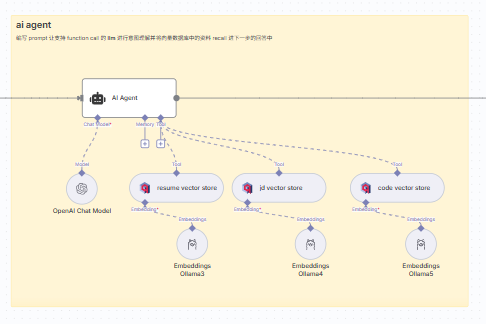 ai agent
编写 prompt 让支持 function call 的 llm 进行意图理解并将向量数据库中的资料 recall 进下一步的问答中
AI Agent
Chat Model*
Memory
Tool
Model
Tool
Tool
Tool
resume vector store
jd vector store
code vector store
OpenAI Chat Model
Embedding*
Embedding*
Embedding*
Embeddings
Embeddings
Embeddings
Embeddings
Ollama3
Embeddings
Ollama4
Embeddings
Ollama5